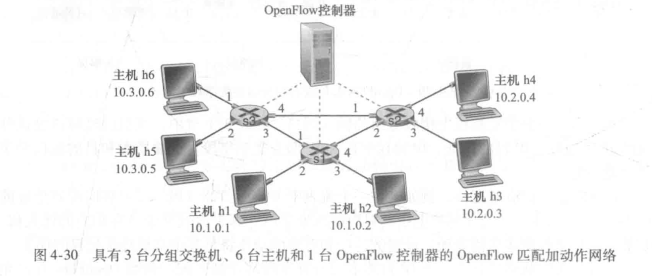 OpenFlow控制器
主机 h6
10.3.0.6
主机 h4
10.2.0.4
1
4
1
4
s3
s2
2
3
2
3
主机 h5
10.3.0.5
1
s1
4
2
3
主机 h3
10.2.0.3
主机 h1
10.1.0.1
主机 h2
10.1.0.2
图 4-30 具有 3 台分组交换机、6 台主机和 1 台 OpenFlow 控制器的 OpenFlow 匹配加动作网络